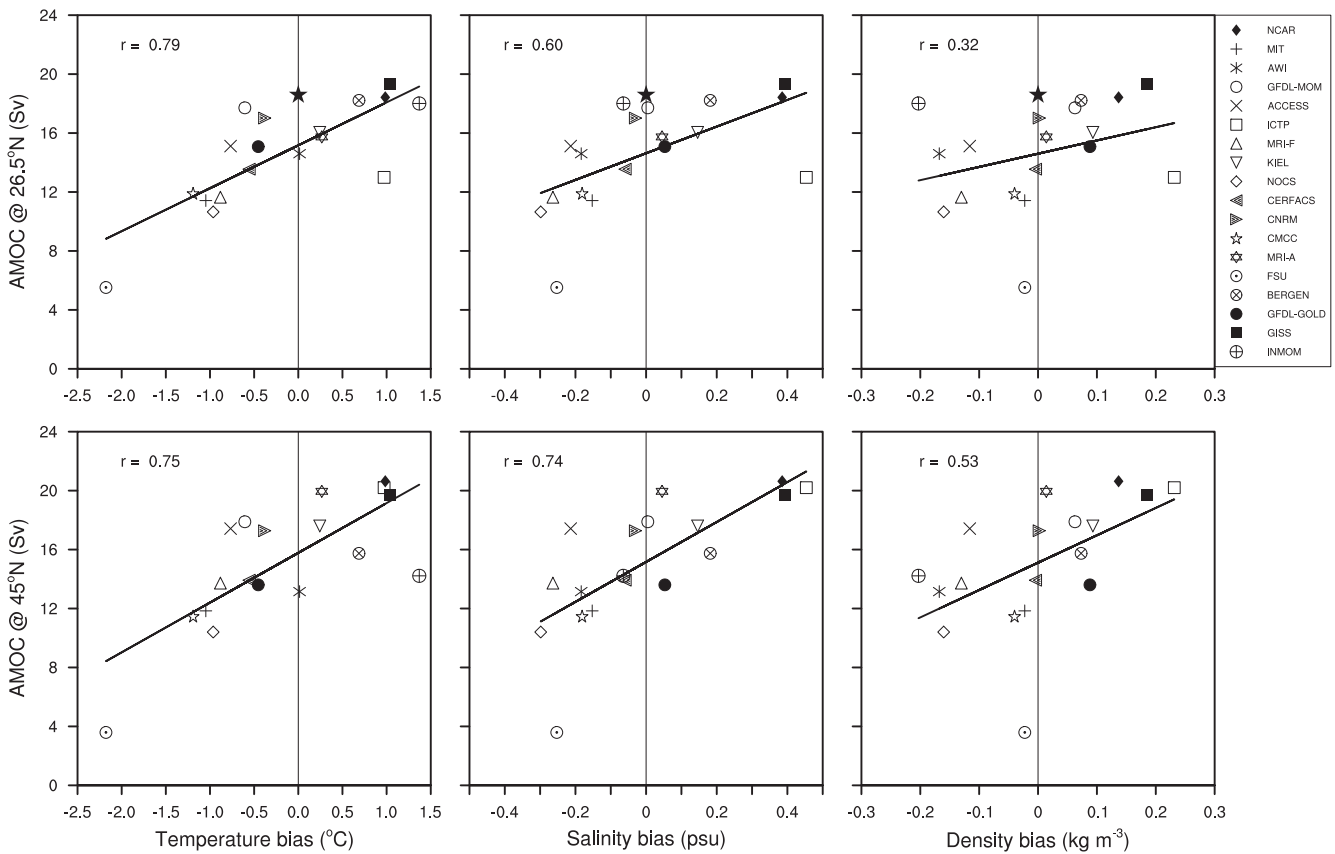 24
20
16
12
8
4
0
AMOC @ 26.5°N (Sv)
r = 0.79
-2.5 -2.0 -1.5 -1.0 -0.5 0.0 0.5 1.0 1.5
r = 0.60
-0.4 -0.2 0 0.2 0.4
r = 0.32
-0.3 -0.2 -0.1 0 0.1 0.2 0.3
NCAR
MIT
AWI
GFDL-MOM
ACCESS
ICTP
MRI-F
KIEL
NOCS
CERFACS
CNRM
CMCC
MRI-A
FSU
BERGEN
GFDL-GOLD
GISS
INMOM
24
20
16
12
8
4
0
AMOC @ 45°N (Sv)
r = 0.75
-2.5 -2.0 -1.5 -1.0 -0.5 0.0 0.5 1.0 1.5
Temperature bias (°C)
r = 0.74
-0.4 -0.2 0 0.2 0.4
Salinity bias (psu)
r = 0.53
-0.3 -0.2 -0.1 0 0.1 0.2 0.3
Density bias (kg m⁻³)